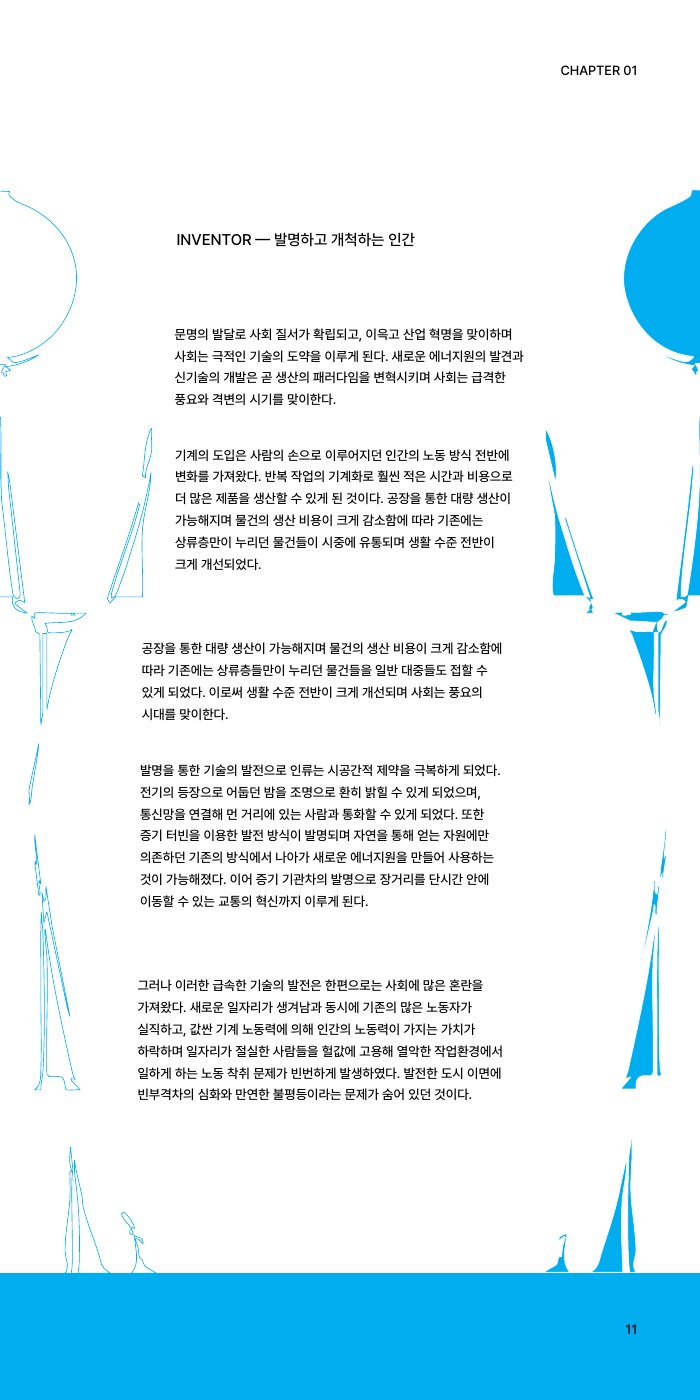 CHAPTER 01
INVENTOR — 발명하고 개척하는 인간
문명의 발달로 사회 질서가 확립되고, 이윽고 산업 혁명을 맞이하며
사회는 극적인 기술의 도약을 이루게 된다. 새로운 에너지원의 발견과
신기술의 개발은 곧 생산의 패러다임을 변혁시키며 사회는 급격한
풍요와 격변의 시기를 맞이한다.
기계의 도입은 사람의 손으로 이루어지던 인간의 노동 방식 전반에
변화를 가져왔다. 반복 작업의 기계화로 훨씬 적은 시간과 비용으로
더 많은 제품을 생산할 수 있게 된 것이다. 공장을 통한 대량 생산이
가능해지며 물건의 생산 비용이 크게 감소함에 따라 기존에는
상류층만이 누리던 물건들이 시중에 유통되며 생활 수준 전반이
크게 개선되었다.
공장을 통한 대량 생산이 가능해지며 물건의 생산 비용이 크게 감소함에
따라 기존에는 상류층들만이 누리던 물건들을 일반 대중들도 접할 수
있게 되었다. 이로써 생활 수준 전반이 크게 개선되며 사회는 풍요의
시대를 맞이한다.
발명을 통한 기술의 발전으로 인류는 시공간적 제약을 극복하게 되었다.
전기의 등장으로 어둡던 밤을 조명으로 환히 밝힐 수 있게 되었으며,
통신망을 연결해 먼 거리에 있는 사람과 통화할 수 있게 되었다. 또한
증기 터빈을 이용한 발전 방식이 발명되며 자연을 통해 얻는 자원에만
의존하던 기존의 방식에서 나아가 새로운 에너지원을 만들어 사용하는
것이 가능해졌다. 이어 증기 기관차의 발명으로 장거리를 단시간 안에
이동할 수 있는 교통의 혁신까지 이루게 된다.
그러나 이러한 급속한 기술의 발전은 한편으로는 사회에 많은 혼란을
가져왔다. 새로운 일자리가 생겨남과 동시에 기존의 많은 노동자가
실직하고, 값싼 기계 노동력에 의해 인간의 노동력이 가지는 가치가
하락하며 일자리가 절실한 사람들을 헐값에 고용해 열악한 작업환경에서
일하게 하는 노동 착취 문제가 빈번하게 발생하였다. 발전한 도시 이면에
빈부격차의 심화와 만연한 불평등이라는 문제가 숨어 있던 것이다.
11